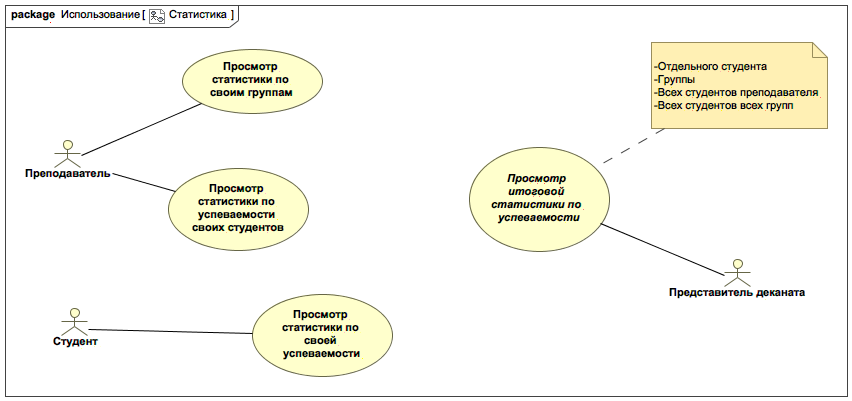 package Использование [ Статистика ]
Просмотр
статистики по
своим группам
-Отдельного студента
-Группы
-Всех студентов преподавателя
-Всех студентов всех групп
Преподаватель
Просмотр
статистики по
успеваемости
своих студентов
Просмотр
итоговой
статистики по
успеваемости
Представитель деканата
Студент
Просмотр
статистики по
своей
успеваемости